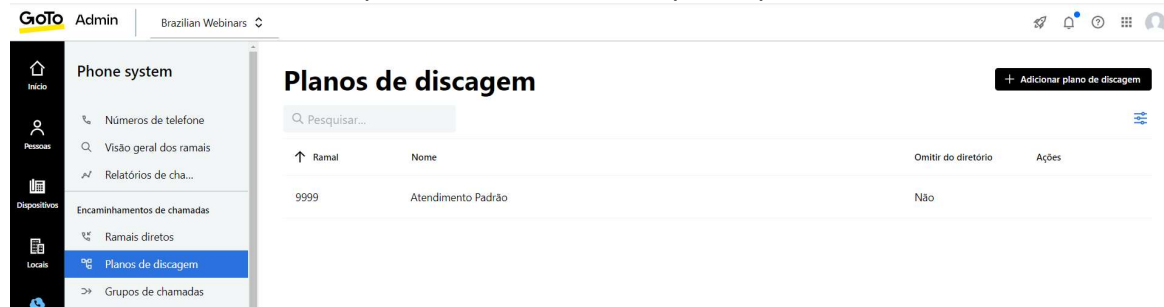 GoTo Admin Brazilian Webinars
Início
Pessoas
Dispositivos
Locais
Phone system
Números de telefone
Visão geral dos ramais
Relatórios de cha...
Encaminhamentos de chamadas
Ramais diretos
Planos de discagem
Grupos de chamadas
Planos de discagem
+ Adicionar plano de discagem
Pesquisar...
Ramal Nome Omitir do diretório Ações
9999 Atendimento Padrão Não